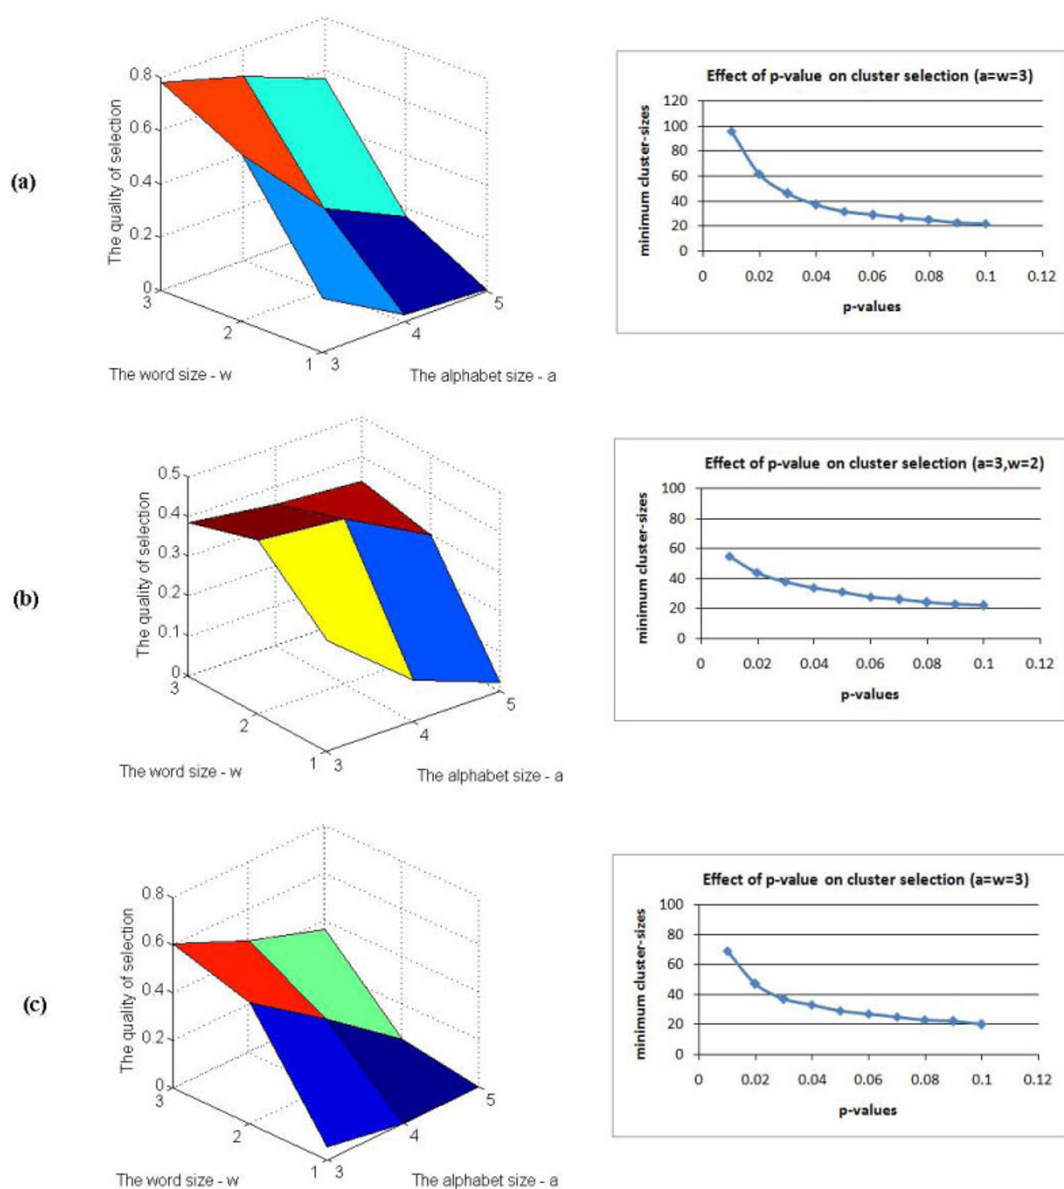 (a)
The quality of selection
0.8
0.6
0.4
0.2
0
3
2
1
The word size - w
3
4
5
The alphabet size - a
Effect of p-value on cluster selection (a=w=3)
minimum cluster-sizes
120
100
80
60
40
20
0
0 0.02 0.04 0.06 0.08 0.1 0.12
p-values
(b)
The quality of selection
0.5
0.4
0.3
0.2
0.1
0
3
2
1
The word size - w
3
4
5
The alphabet size - a
Effect of p-value on cluster selection (a=3,w=2)
minimum cluster-sizes
100
80
60
40
20
0
0 0.02 0.04 0.06 0.08 0.1 0.12
p-values
(c)
The quality of selection
0.8
0.6
0.4
0.2
0
3
2
1
The word size - w
3
4
5
The alphabet size - a
Effect of p-value on cluster selection (a=w=3)
minimum cluster-sizes
100
80
60
40
20
0
0 0.02 0.04 0.06 0.08 0.1 0.12
p-values